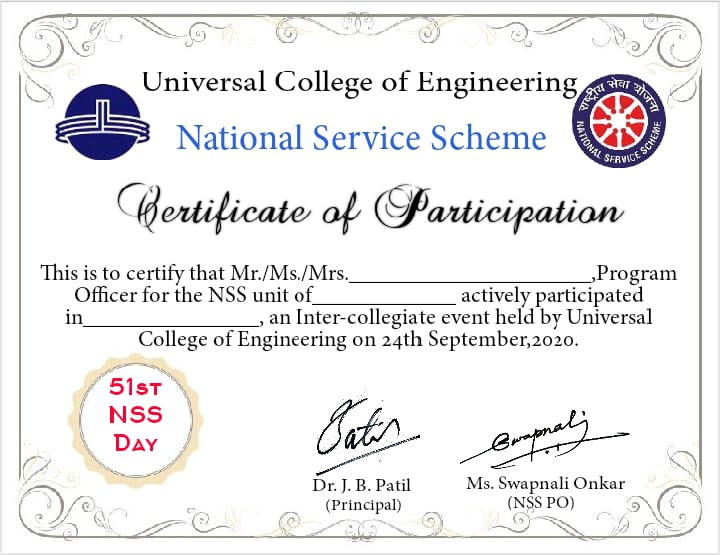 Universal College of Engineering
National Service Scheme
राष्ट्रीय सेवा योजना
NATIONAL SERVICE SCHEME
Certificate of Participation
This is to certify that Mr./Ms./Mrs.______________________,Program
Officer for the NSS unit of_____________ actively participated
in________________, an Inter-collegiate event held by Universal
College of Engineering on 24th September,2020.
51st
NSS
Day
Patil
Swapnali
Dr. J. B. Patil
(Principal)
Ms. Swapnali Onkar
(NSS PO)